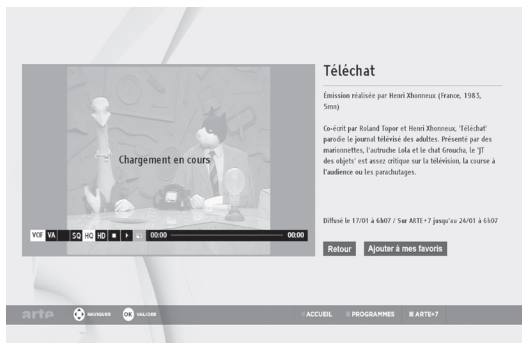 Téléchat
Émission réalisée par Henri Xhonneux (France, 1983,
5mn)
Co-écrit par Roland Topor et Henri Xhonneux, 'Téléchat'
parodie le journal télévisé des adultes. Présenté par des
marionnettes, l'autruche Lola et le chat Groucha, le 'JT
des objets' est assez critique sur la télévision, la course à
l'audience ou les parachutages.
Chargement en cours
VOF VA SQ HQ HD 00:00 00:00
Diffusé le 17/01 à 6h07 / Sur ARTE+7 jusqu'au 24/01 à 6h07
Retour Ajouter à mes favoris
arte NAVIGUER OK VALIDER ACCUEIL PROGRAMMES ARTE+7